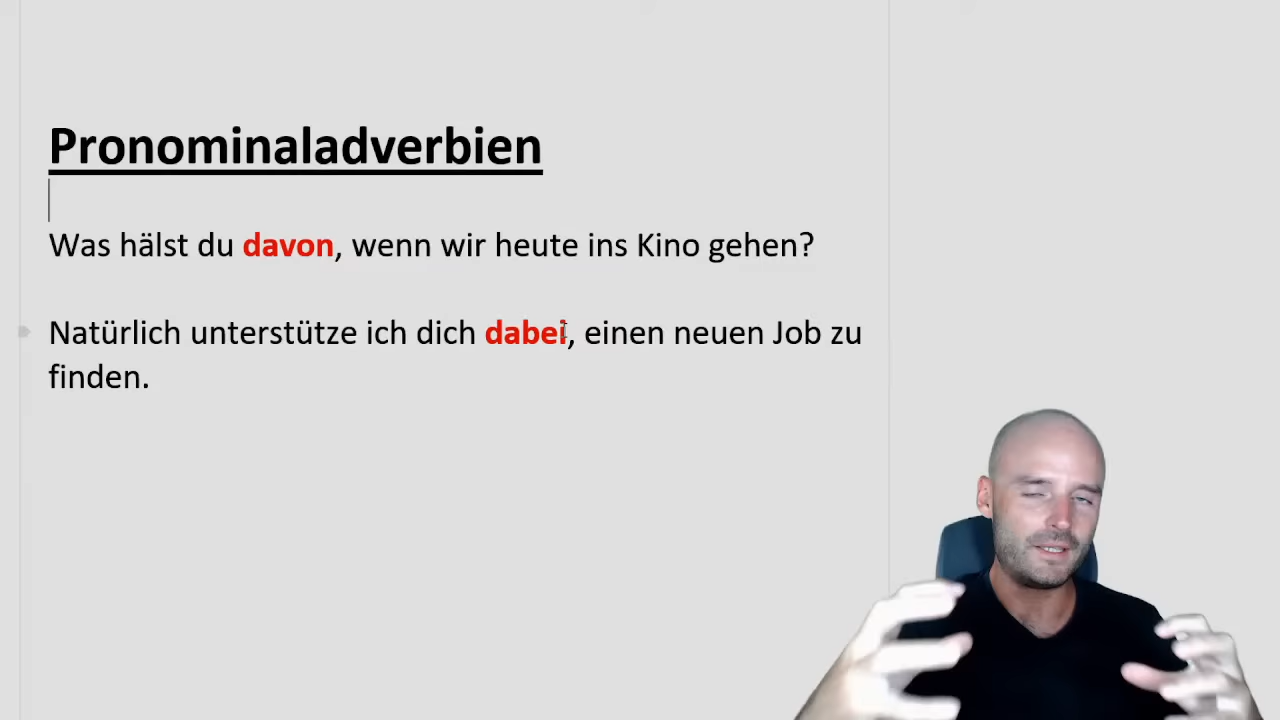 Pronominaladverbien
Was hälst du davon, wenn wir heute ins Kino gehen?
Natürlich unterstütze ich dich dabei, einen neuen Job zu
finden.